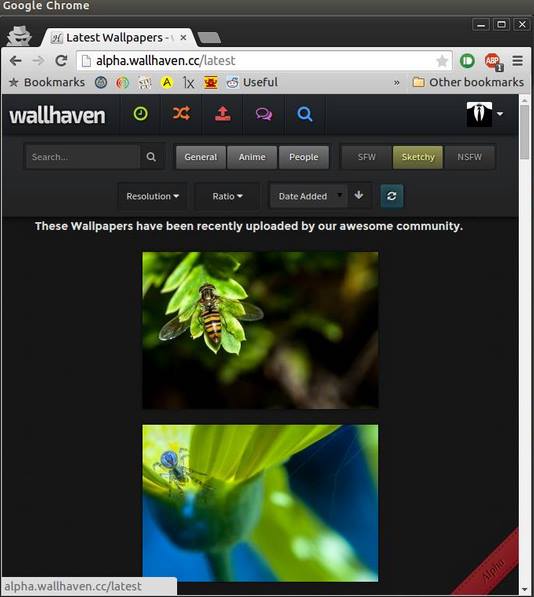 Google Chrome
Latest Wallpapers - w
alpha.wallhaven.cc/latest
ABP 1
Bookmarks A 1x Useful » Other bookmarks
wallhaven
Search... General Anime People SFW Sketchy NSFW
Resolution Ratio Date Added
These Wallpapers have been recently uploaded by our awesome community.
Alpha
alpha.wallhaven.cc/latest